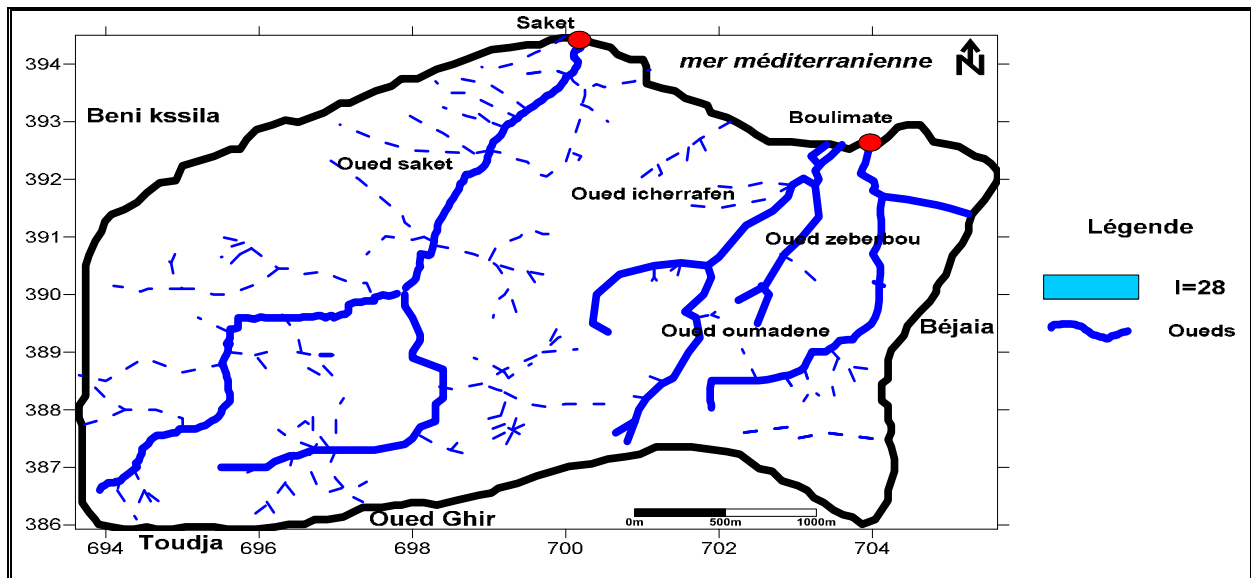 Saket
394
mer méditerranienne
N
393
Beni kssila
Boulimate
Oued saket
392
Oued icherrafen
391
Oued zeberbou
Légende
390
I=28
Oued oumadene
Béjaia
Oueds
389
388
387
386
Oued Ghir
0m 500m 1000m
Toudja
694 696 698 700 702 704